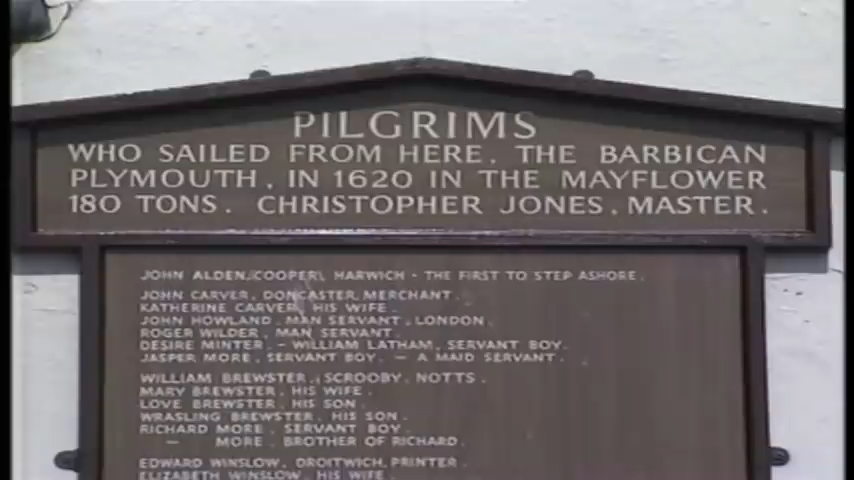 PILGRIMS
WHO SAILED FROM HERE. THE BARBICAN
PLYMOUTH, IN 1620 IN THE MAYFLOWER
180 TONS. CHRISTOPHER JONES, MASTER.
JOHN ALDEN, (COOPER), HARWICH - THE FIRST TO STEP ASHORE.
JOHN CARVER, DONCASTER, MERCHANT.
KATHERINE CARVER, HIS WIFE.
JOHN HOWLAND, MAN SERVANT, LONDON.
ROGER WILDER, MAN SERVANT.
DESIRE MINTER, - WILLIAM LATHAM, SERVANT BOY.
JASPER MORE, SERVANT BOY. - A MAID SERVANT.
WILLIAM BREWSTER, SCROOBY, NOTTS.
MARY BREWSTER, HIS WIFE.
LOVE BREWSTER, HIS SON.
WRASLING BREWSTER, HIS SON.
RICHARD MORE, SERVANT BOY.
- MORE, BROTHER OF RICHARD.
EDWARD WINSLOW, DROITWICH, PRINTER.
ELIZABETH WINSLOW, HIS WIFE.